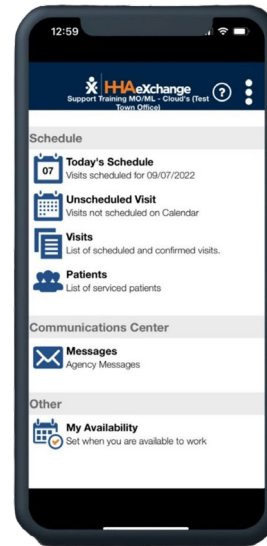 12:59
HHAeXchange
?
Support Training MO/ML - Cloud's (Test
Town Office)
Schedule
07
Today's Schedule
Visits scheduled for 09/07/2022
Unscheduled Visit
Visits not scheduled on Calendar
Visits
List of scheduled and confirmed visits.
Patients
List of serviced patients
Communications Center
Messages
Agency Messages
Other
My Availability
Set when you are available to work